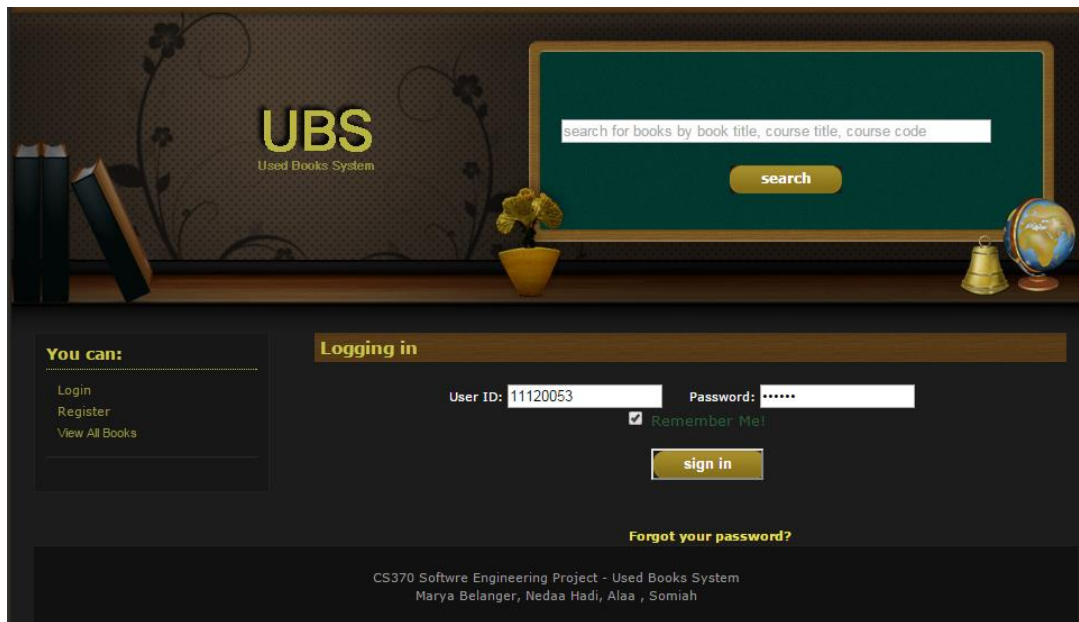 UBS
Used Books System
search for books by book title, course title, course code
search
You can:
Login
Register
View All Books
Logging in
User ID: 11120053 Password: ••••••
Remember Me!
sign in
Forgot your password?
CS370 Softwre Engineering Project - Used Books System
Marya Belanger, Nedaa Hadi, Alaa , Somiah